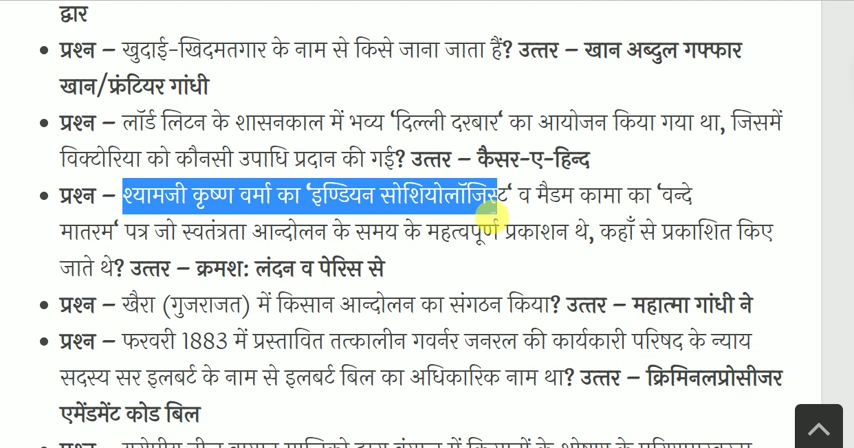 द्वार
प्रश्न – खुदाई-खिदमतगार के नाम से किसे जाना जाता हैं? उत्तर – खान अब्दुल गफ्फार
खान/फ्रंटियर गांधी
प्रश्न – लॉर्ड लिटन के शासनकाल में भव्य ‘दिल्ली दरबार‘ का आयोजन किया गया था, जिसमें
विक्टोरिया को कौनसी उपाधि प्रदान की गई? उत्तर – कैसर-ए-हिन्द
प्रश्न – श्यामजी कृष्ण वर्मा का ‘इण्डियन सोशियोलॉजिस्ट‘ व मैडम कामा का ‘वन्दे
मातरम‘ पत्र जो स्वतंत्रता आन्दोलन के समय के महत्वपूर्ण प्रकाशन थे, कहाँ से प्रकाशित किए
जाते थे? उत्तर – क्रमश: लंदन व पेरिस से
प्रश्न – खैरा (गुजराजत) में किसान आन्दोलन का संगठन किया? उत्तर – महात्मा गांधी ने
प्रश्न – फरवरी 1883 में प्रस्तावित तत्कालीन गवर्नर जनरल की कार्यकारी परिषद के न्याय
सदस्य सर इलबर्ट के नाम से इलबर्ट बिल का अधिकारिक नाम था? उत्तर – क्रिमिनलप्रोसीजर
एमेंडमेंट कोड बिल